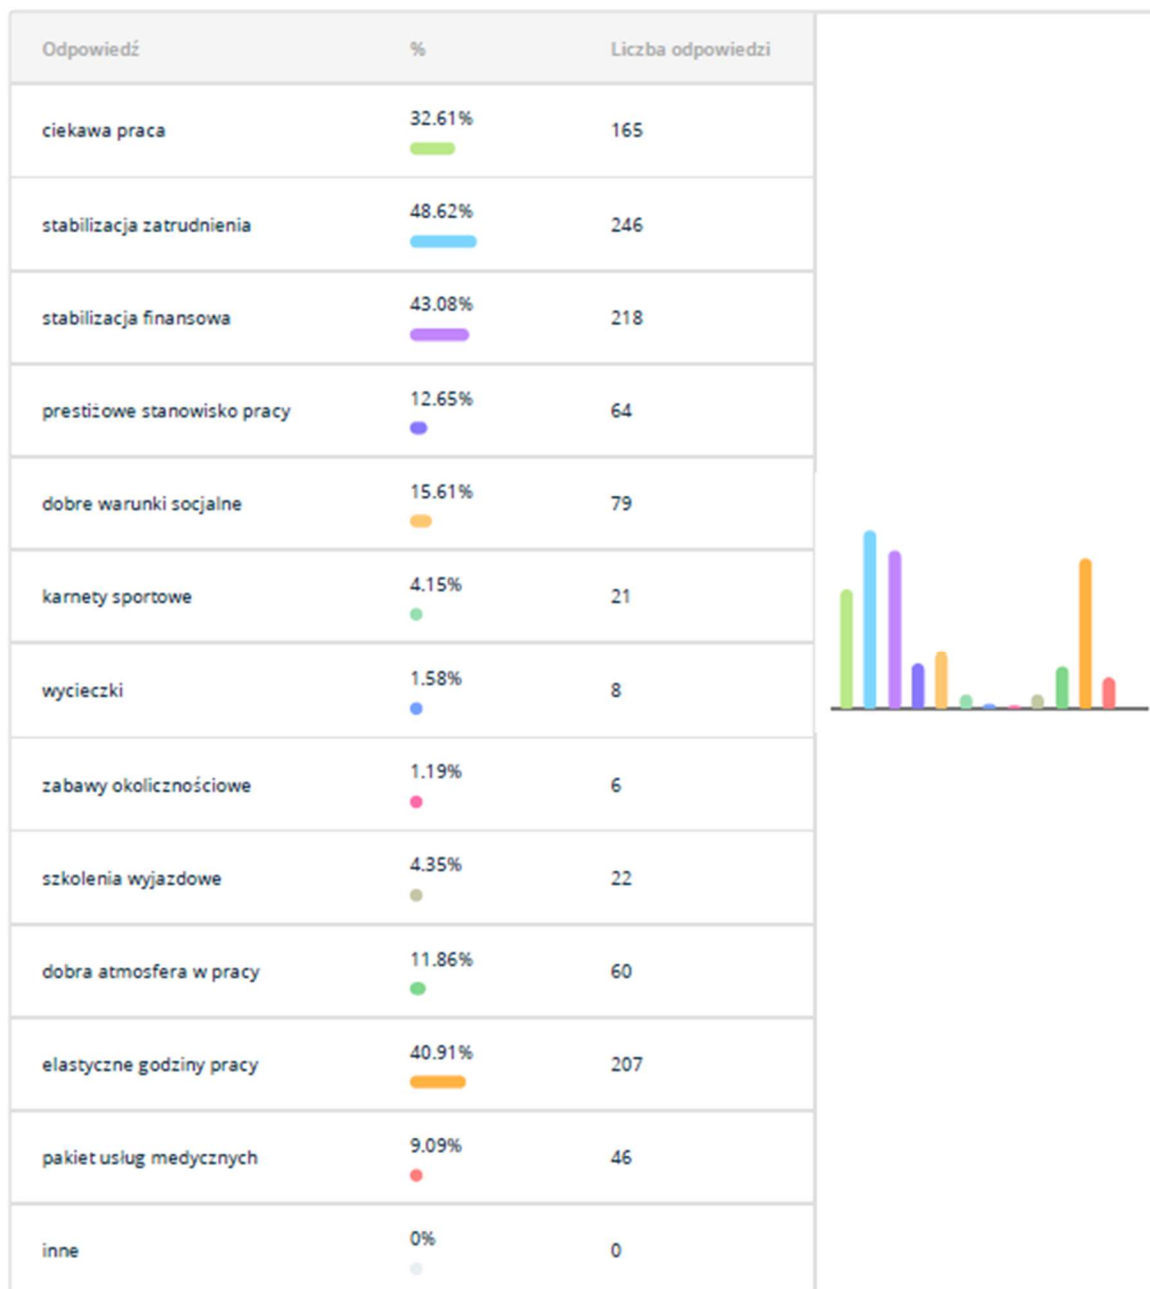 Odpowiedź % Liczba odpowiedzi
ciekawa praca 32.61% 165
stabilizacja zatrudnienia 48.62% 246
stabilizacja finansowa 43.08% 218
prestiżowe stanowisko pracy 12.65% 64
dobre warunki socjalne 15.61% 79
karnety sportowe 4.15% 21
wycieczki 1.58% 8
zabawy okolicznościowe 1.19% 6
szkolenia wyjazdowe 4.35% 22
dobra atmosfera w pracy 11.86% 60
elastyczne godziny pracy 40.91% 207
pakiet usług medycznych 9.09% 46
inne 0% 0